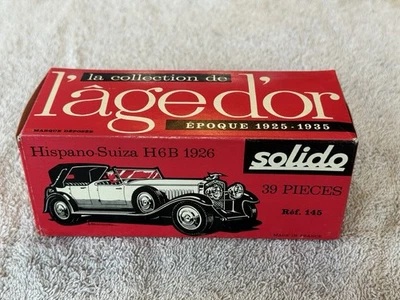 la collection de
l'âge d'or
ÉPOQUE 1925-1935
MARQUE DÉPOSÉE
Hispano-Suiza H6B 1926
solido
39 PIECES
Réf. 145
Made in France